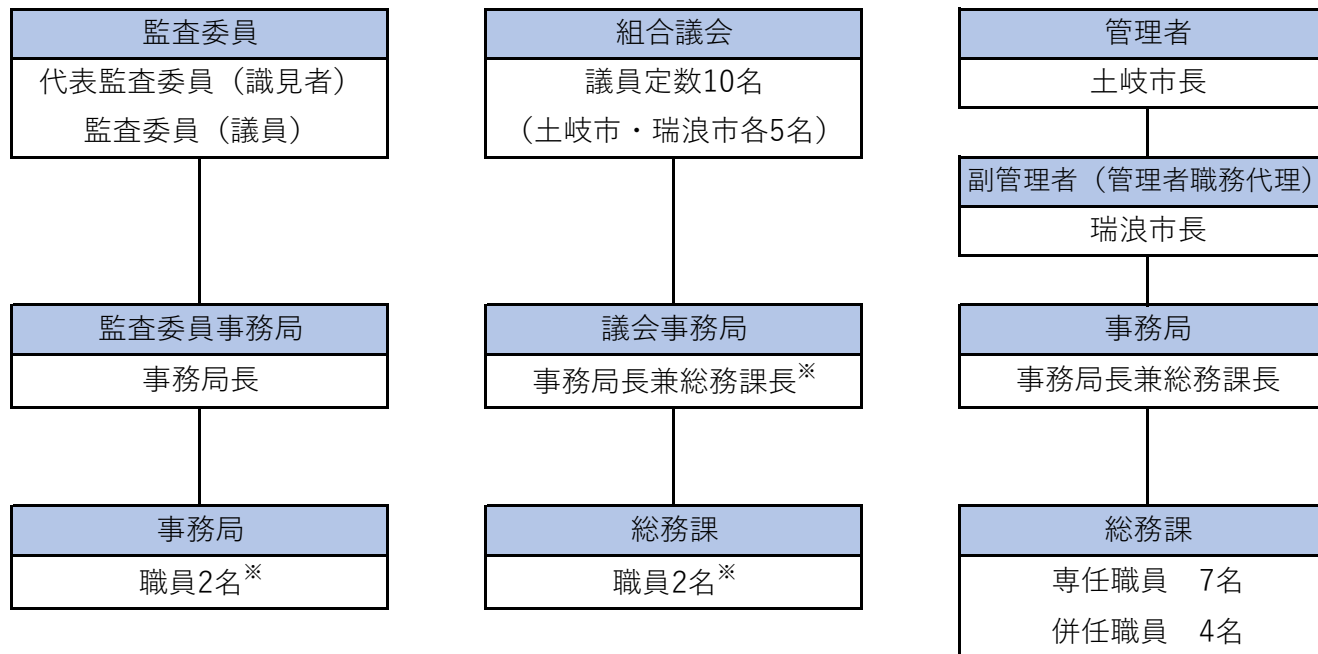 監査委員
代表監査委員（識見者）
監査委員（議員）
監査委員事務局
事務局長
事務局
職員2名※
組合議会
議員定数10名
（土岐市・瑞浪市各5名）
議会事務局
事務局長兼総務課長※
総務課
職員2名※
管理者
土岐市長
副管理者（管理者職務代理）
瑞浪市長
事務局
事務局長兼総務課長
総務課
専任職員　7名
併任職員　4名